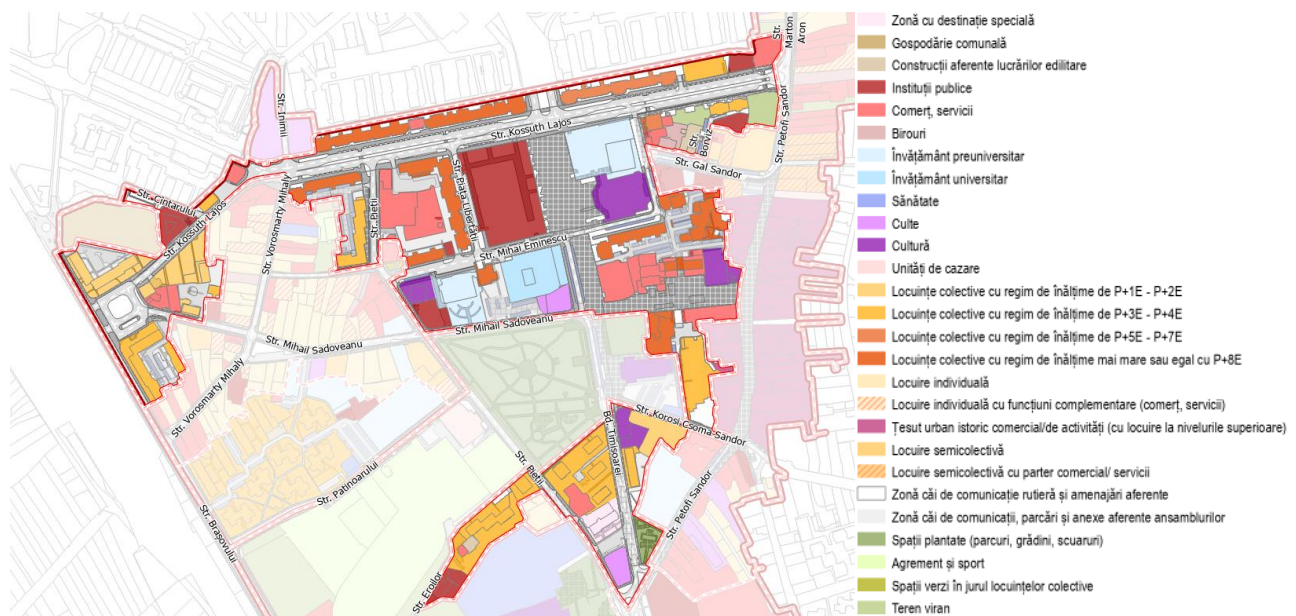 Str. Marton Aron
Str. Inimii
Str. Kossuth Lajos
Str. Petofi Sandor
Str. Borviz
Str. Gal Sandor
Str. Cintarului
Str. Kossuth Lajos
Str. Vorosmarty Mihaly
Str. Pietii
Str. Piata Libertătii
Str. Mihai Eminescu
Str. Mihail Sadoveanu
Str. Mihail Sadoveanu
Str. Vorosmarty Mihaly
Str. Korosi Csoma Sandor
Bd. Timisoarei
Str. Pietii
Str. Patinoarului
Str. Petofi Sandor
Str. Brașovului
Str. Eroilor
Zonă cu destinație specială
Gospodărie comunală
Construcții aferente lucrărilor edilitare
Instituții publice
Comerț, servicii
Birouri
Învățământ preuniversitar
Învățământ universitar
Sănătate
Culte
Cultură
Unități de cazare
Locuințe colective cu regim de înălțime de P+1E - P+2E
Locuințe colective cu regim de înălțime de P+3E - P+4E
Locuințe colective cu regim de înălțime de P+5E - P+7E
Locuințe colective cu regim de înălțime mai mare sau egal cu P+8E
Locuire individuală
Locuire individuală cu funcțiuni complementare (comerț, servicii)
Țesut urban istoric comercial/de activități (cu locuire la nivelurile superioare)
Locuire semicolectivă
Locuire semicolectivă cu parter comercial/ servicii
Zonă căi de comunicație rutieră și amenajări aferente
Zonă căi de comunicații, parcări și anexe aferente ansamblurilor
Spații plantate (parcuri, grădini, scuaruri)
Agrement și sport
Spații verzi în jurul locuințelor colective
Teren viran